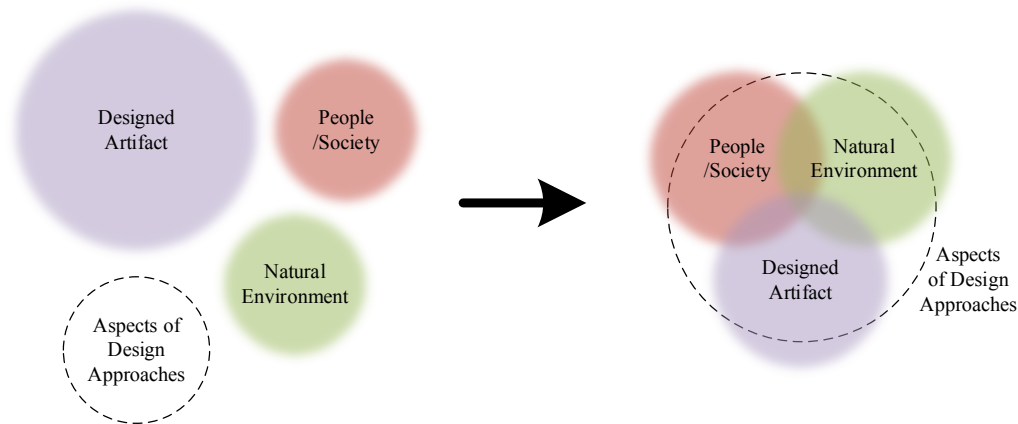 Designed
Artifact
People
/Society
Natural
Environment
Aspects of
Design
Approaches
People
/Society
Natural
Environment
Designed
Artifact
Aspects
of Design
Approaches